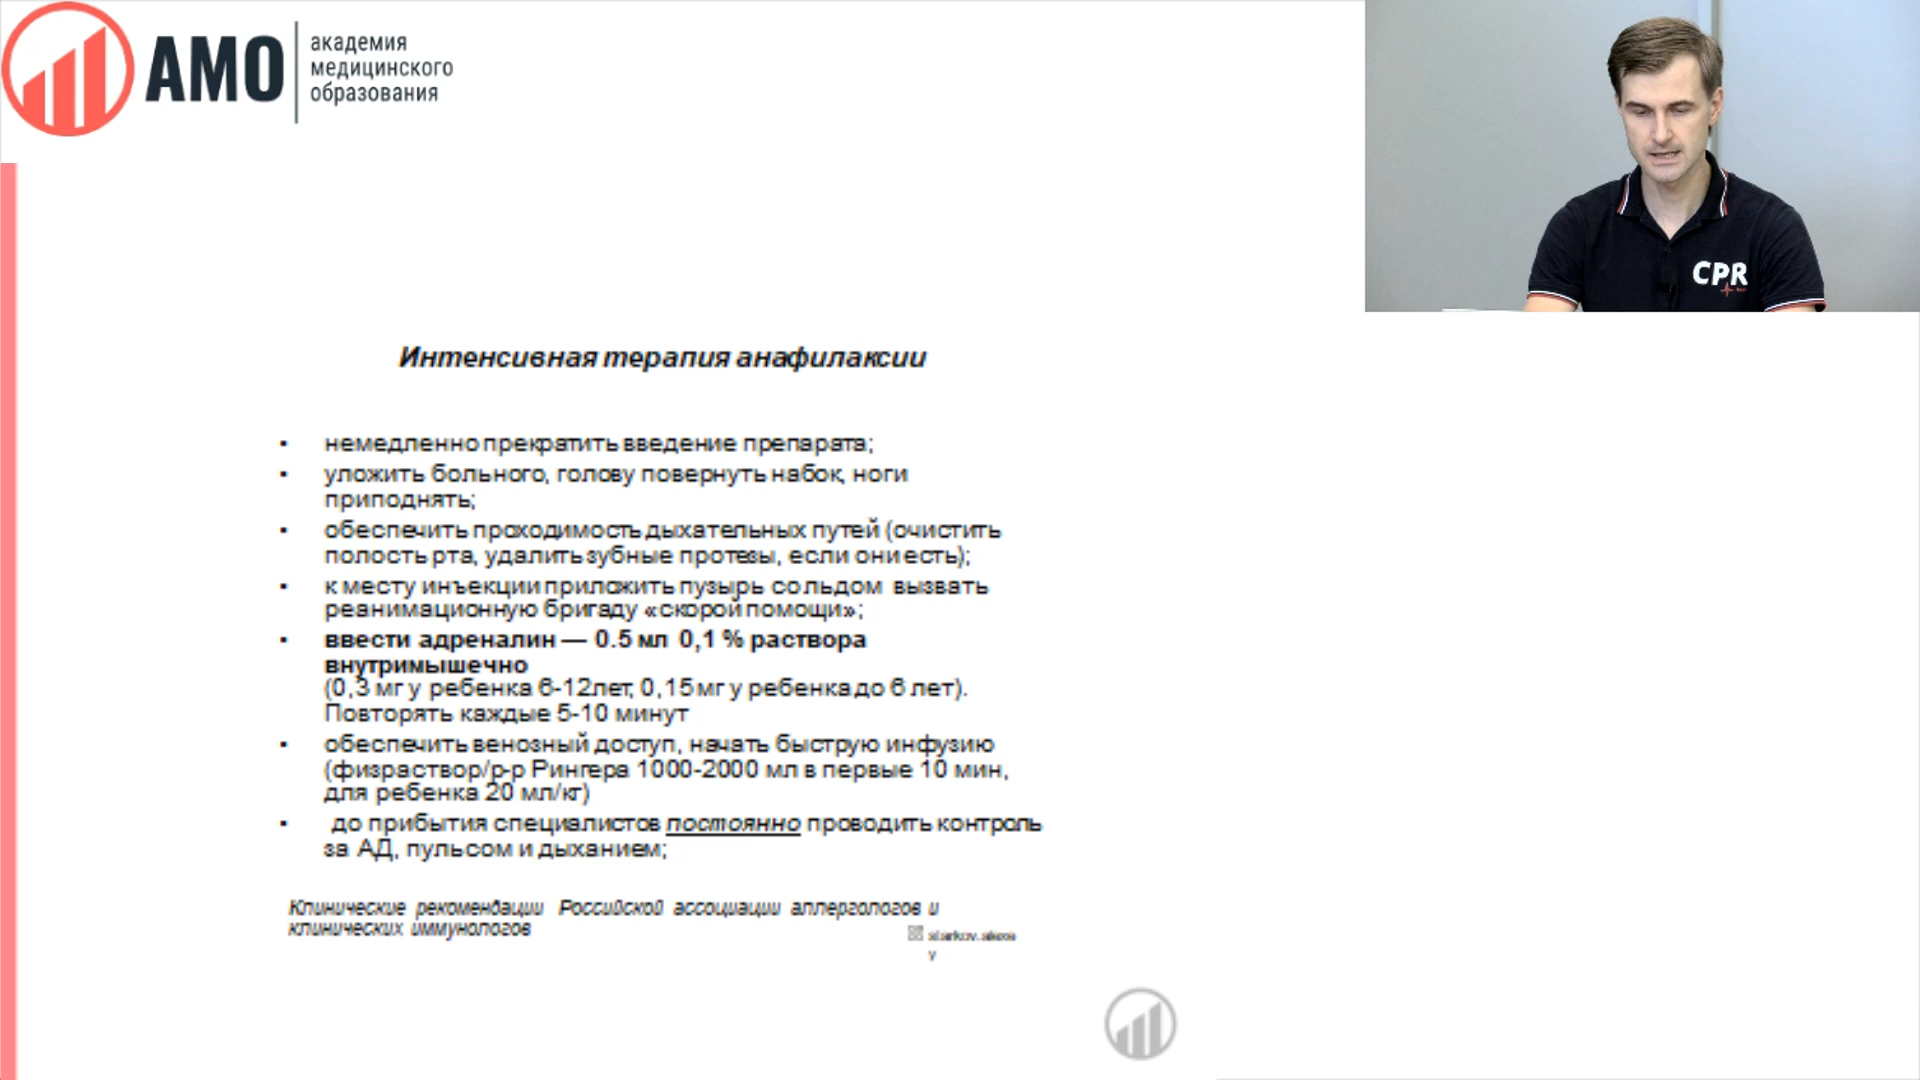 АМО
академия
медицинского
образования
CPR
Интенсивная терапия анафилаксии
▪ немедленно прекратить введение препарата;
▪ уложить больного, голову повернуть набок, ноги
приподнять;
▪ обеспечить проходимость дыхательных путей (очистить
полость рта, удалить зубные протезы, если они есть);
▪ к месту инъекции приложить пузырь со льдом вызвать
реанимационную бригаду «скорой помощи»;
▪ ввести адреналин — 0.5 мл 0,1 % раствора
внутримышечно
(0,3 мг у ребенка 6-12лет, 0,15 мг у ребенка до 6 лет).
Повторять каждые 5-10 минут
▪ обеспечить венозный доступ, начать быструю инфузию
(физраствор/р-р Рингера 1000-2000 мл в первые 10 мин,
для ребенка 20 мл/кг)
▪ до прибытия специалистов постоянно проводить контроль
за АД, пульсом и дыханием;
Клинические рекомендации Российской ассоциации аллергологов и
клинических иммунологов
starkov.alexe
y